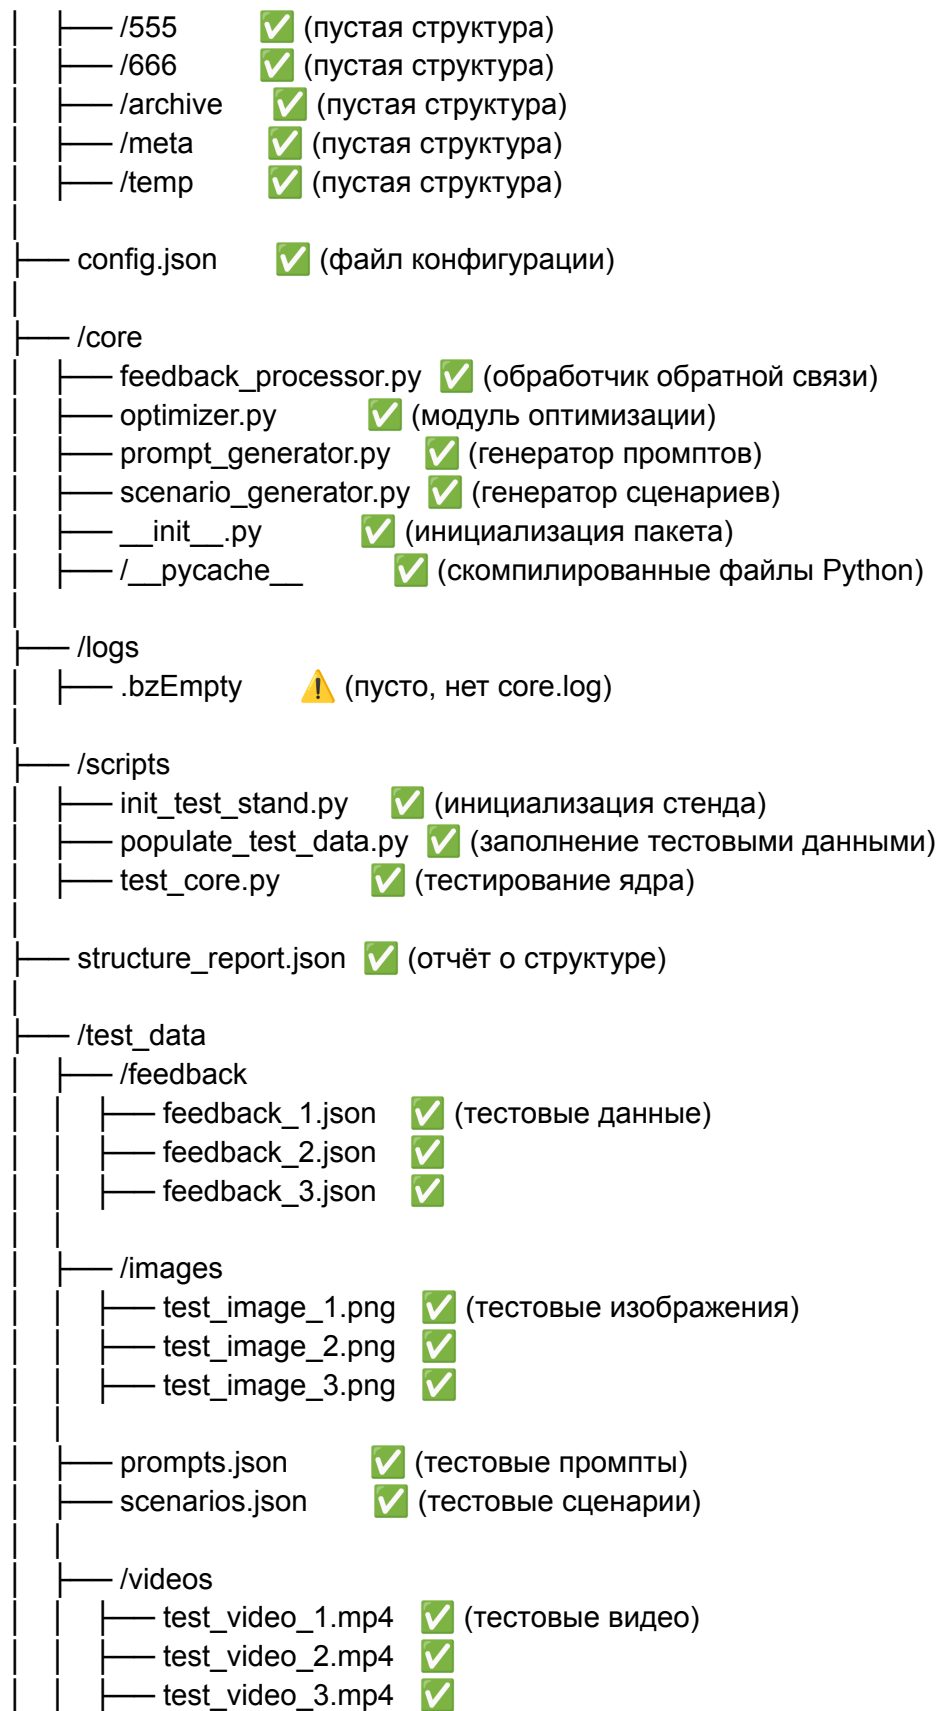 │ ├── /555 ✅ (пустая структура)
│ ├── /666 ✅ (пустая структура)
│ ├── /archive ✅ (пустая структура)
│ ├── /meta ✅ (пустая структура)
│ ├── /temp ✅ (пустая структура)
│
├── config.json ✅ (файл конфигурации)
│
├── /core
│ ├── feedback_processor.py ✅ (обработчик обратной связи)
│ ├── optimizer.py ✅ (модуль оптимизации)
│ ├── prompt_generator.py ✅ (генератор промптов)
│ ├── scenario_generator.py ✅ (генератор сценариев)
│ ├── __init__.py ✅ (инициализация пакета)
│ ├── /__pycache__ ✅ (скомпилированные файлы Python)
│
├── /logs
│ ├── .bzEmpty ⚠️ (пусто, нет core.log)
│
├── /scripts
│ ├── init_test_stand.py ✅ (инициализация стенда)
│ ├── populate_test_data.py ✅ (заполнение тестовыми данными)
│ ├── test_core.py ✅ (тестирование ядра)
│
├── structure_report.json ✅ (отчёт о структуре)
│
├── /test_data
│ ├── /feedback
│ │ ├── feedback_1.json ✅ (тестовые данные)
│ │ ├── feedback_2.json ✅
│ │ ├── feedback_3.json ✅
│ │
│ ├── /images
│ │ ├── test_image_1.png ✅ (тестовые изображения)
│ │ ├── test_image_2.png ✅
│ │ ├── test_image_3.png ✅
│ │
│ ├── prompts.json ✅ (тестовые промпты)
│ ├── scenarios.json ✅ (тестовые сценарии)
│ │
│ ├── /videos
│ │ ├── test_video_1.mp4 ✅ (тестовые видео)
│ │ ├── test_video_2.mp4 ✅
│ │ ├── test_video_3.mp4 ✅